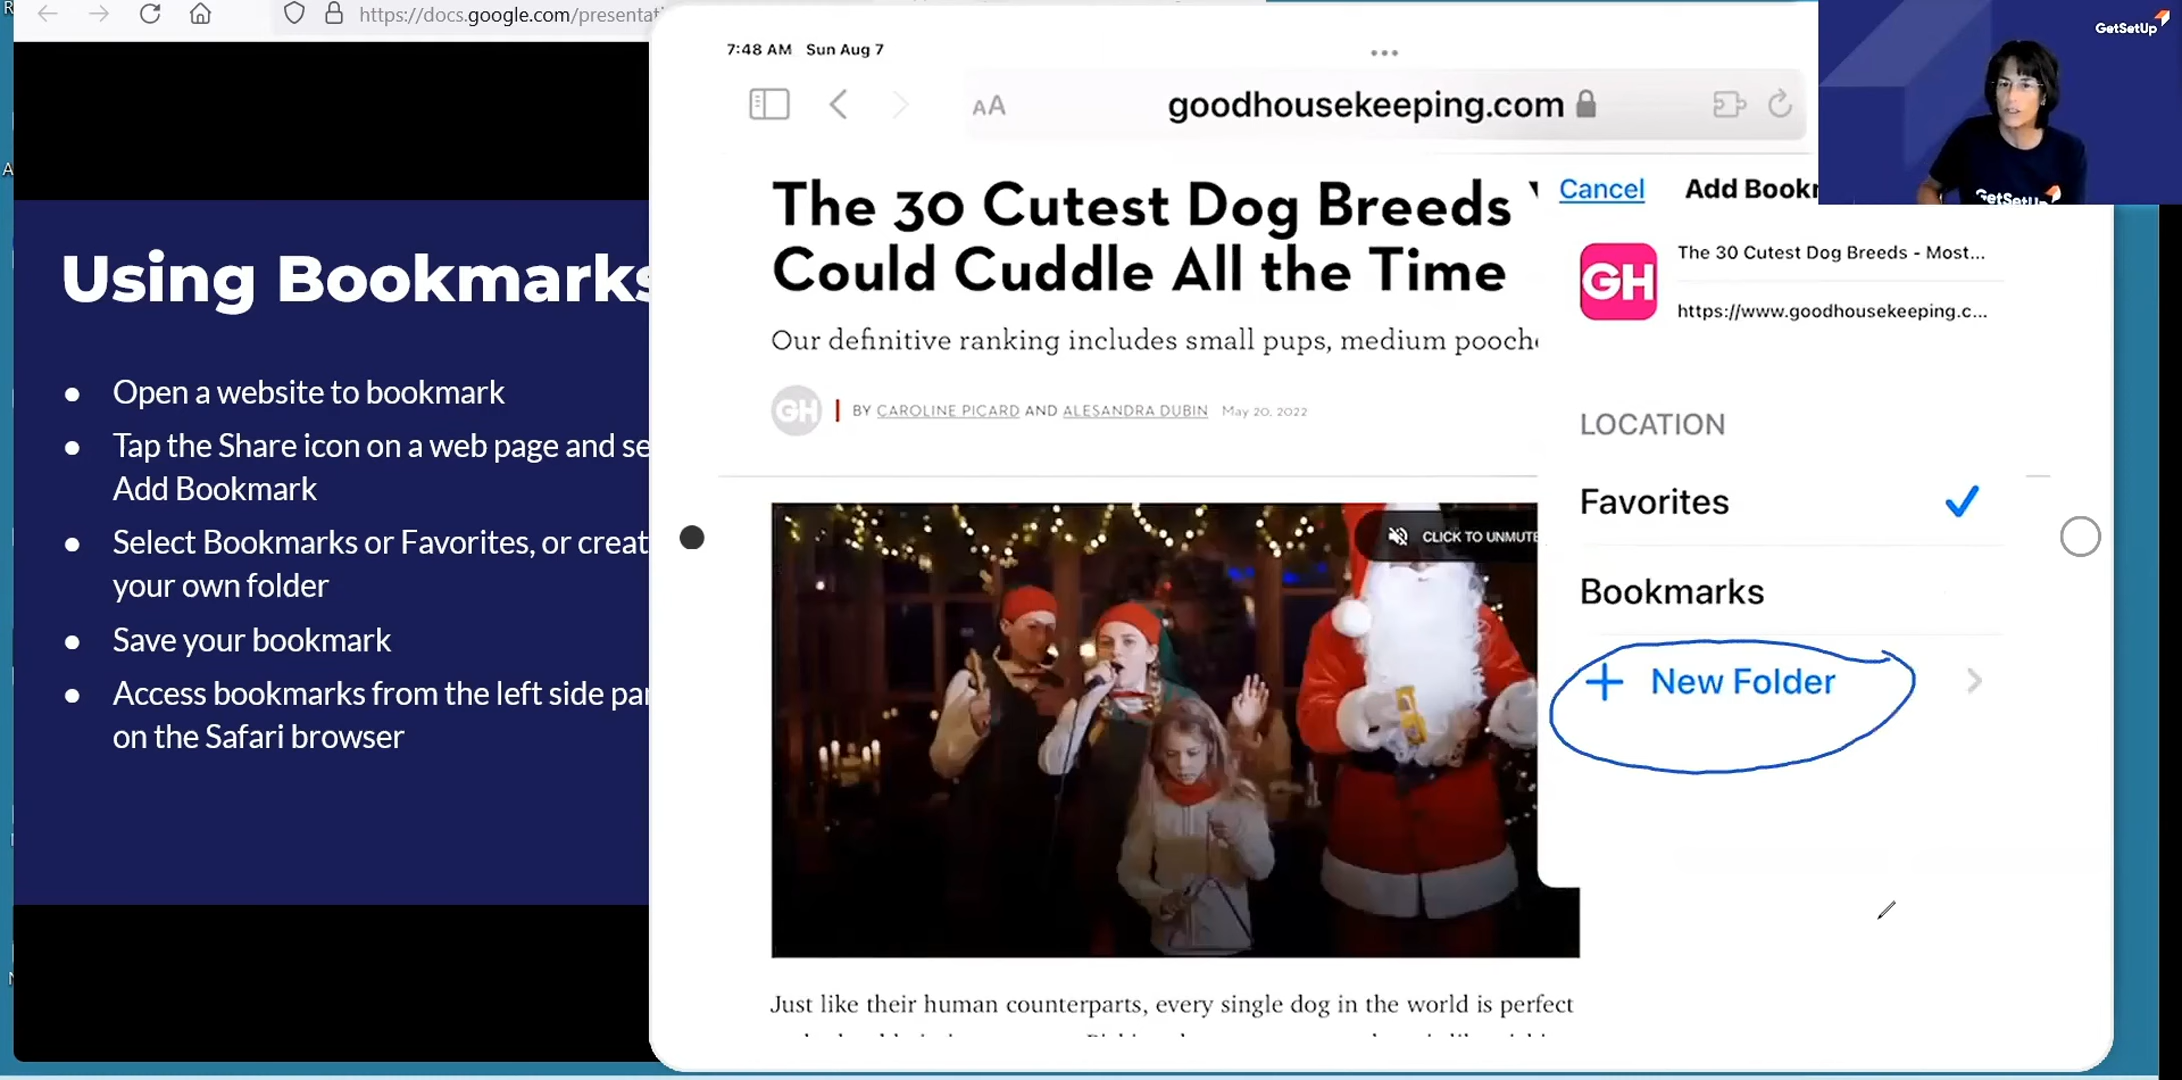 https://docs.google.com/presentati
Using Bookmarks
Open a website to bookmark
Tap the Share icon on a web page and se
Add Bookmark
Select Bookmarks or Favorites, or creat
your own folder
Save your bookmark
Access bookmarks from the left side pan
on the Safari browser
7:48 AM Sun Aug 7
AA
goodhousekeeping.com
The 30 Cutest Dog Breeds
Could Cuddle All the Time
Our definitive ranking includes small pups, medium pooch
GH
BY CAROLINE PICARD AND ALESANDRA DUBIN May 20, 2022
CLICK TO UNMUTE
Just like their human counterparts, every single dog in the world is perfect
Cancel
Add Bookm
GH
The 30 Cutest Dog Breeds - Most...
https://www.goodhousekeeping.c...
LOCATION
Favorites
Bookmarks
+ New Folder
GetSetUp
GetSetUp